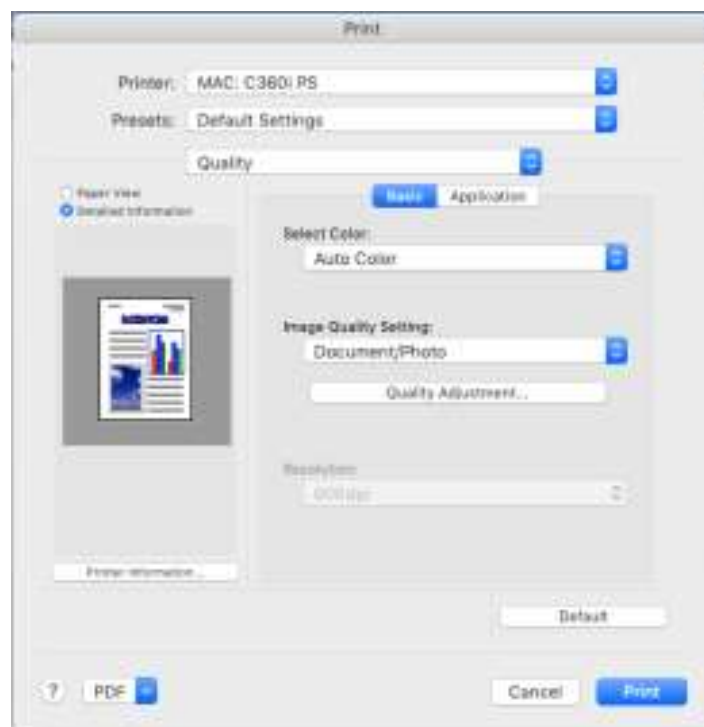 Print
Printer: MAC: C360i PS
Presets: Default Settings
Quality
Paper View
Detailed Information
Basic Application
Select Color:
Auto Color
Image Quality Setting:
Document/Photo
Quality Adjustment...
Resolution:
600dpi
Printer Information...
Default
? PDF Cancel Print